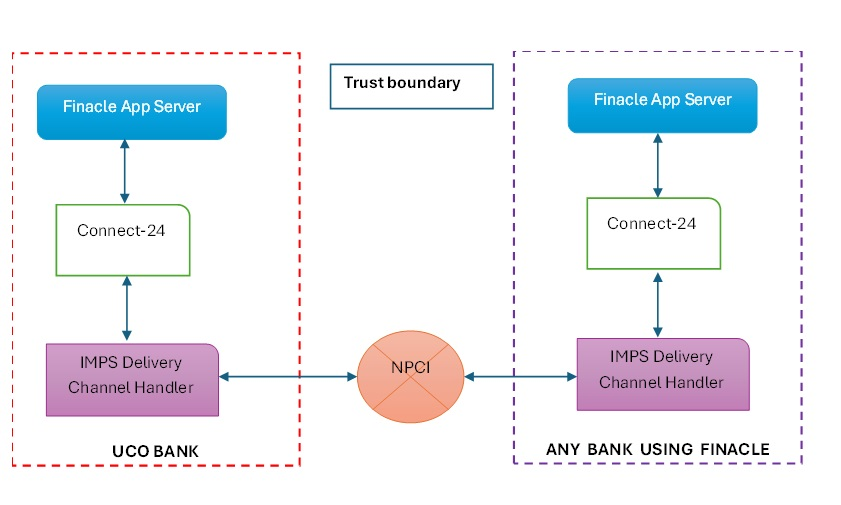 Trust boundary
Finacle App Server
Connect-24
IMPS Delivery
Channel Handler
UCO BANK
NPCI
Finacle App Server
Connect-24
IMPS Delivery
Channel Handler
ANY BANK USING FINACLE